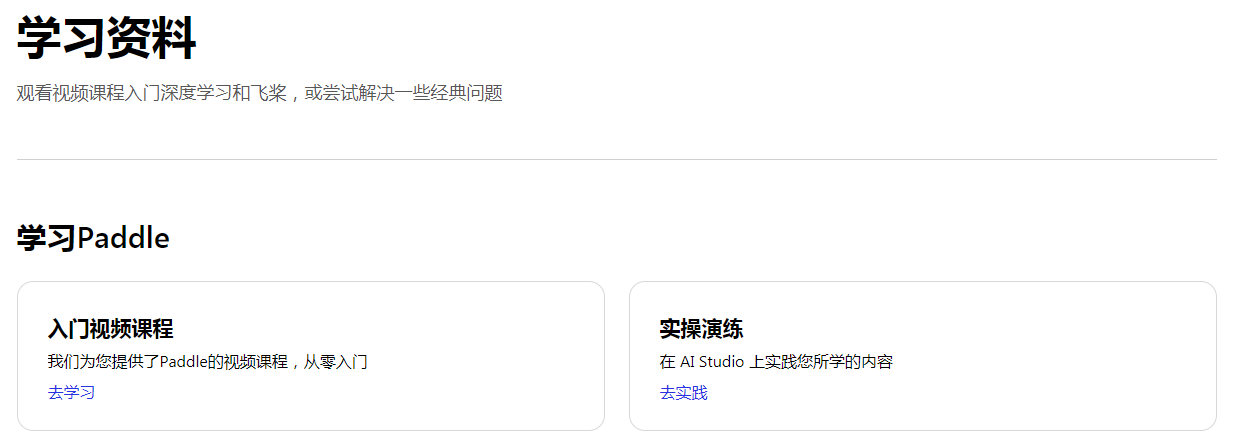 学习资料
观看视频课程入门深度学习和飞桨，或尝试解决一些经典问题
学习Paddle
入门视频课程
我们为您提供了Paddle的视频课程，从零入门
去学习
实操演练
在 AI Studio 上实践您所学的内容
去实践